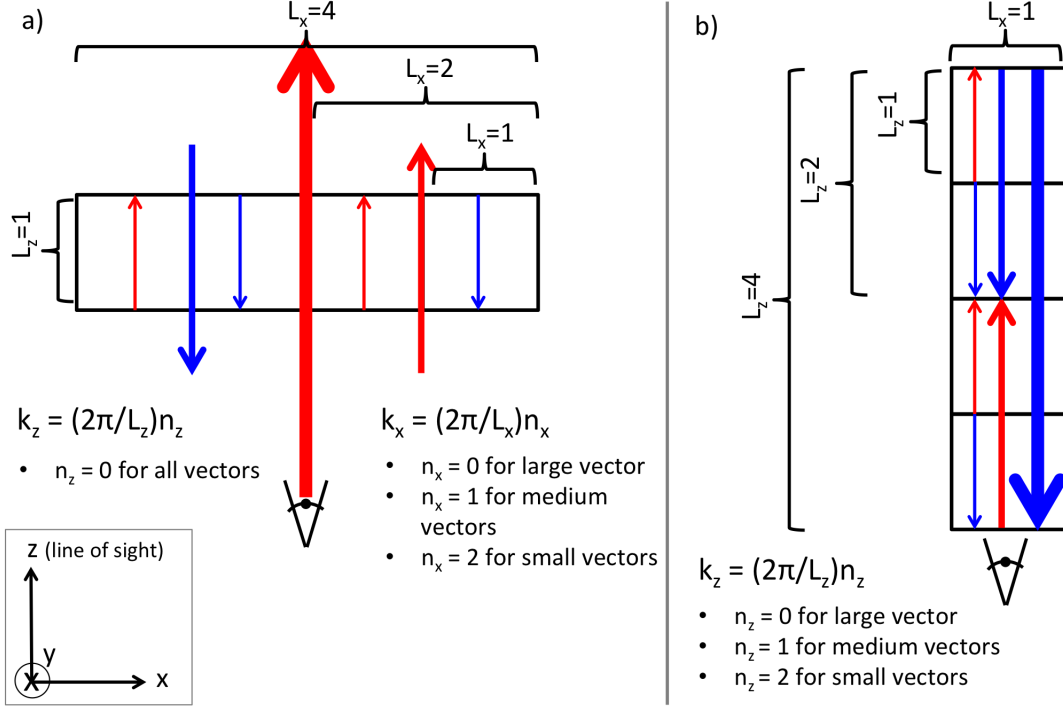 a)
Lx=4
Lx=2
Lx=1
Lz=1
kz = (2π/Lz)nz
• nz = 0 for all vectors
kx = (2π/Lx)nx
• nx = 0 for large vector
• nx = 1 for medium
vectors
• nx = 2 for small vectors
z (line of sight)
y
x
b)
Lx=1
Lz=1
Lz=2
Lz=4
kz = (2π/Lz)nz
• nz = 0 for large vector
• nz = 1 for medium vectors
• nz = 2 for small vectors